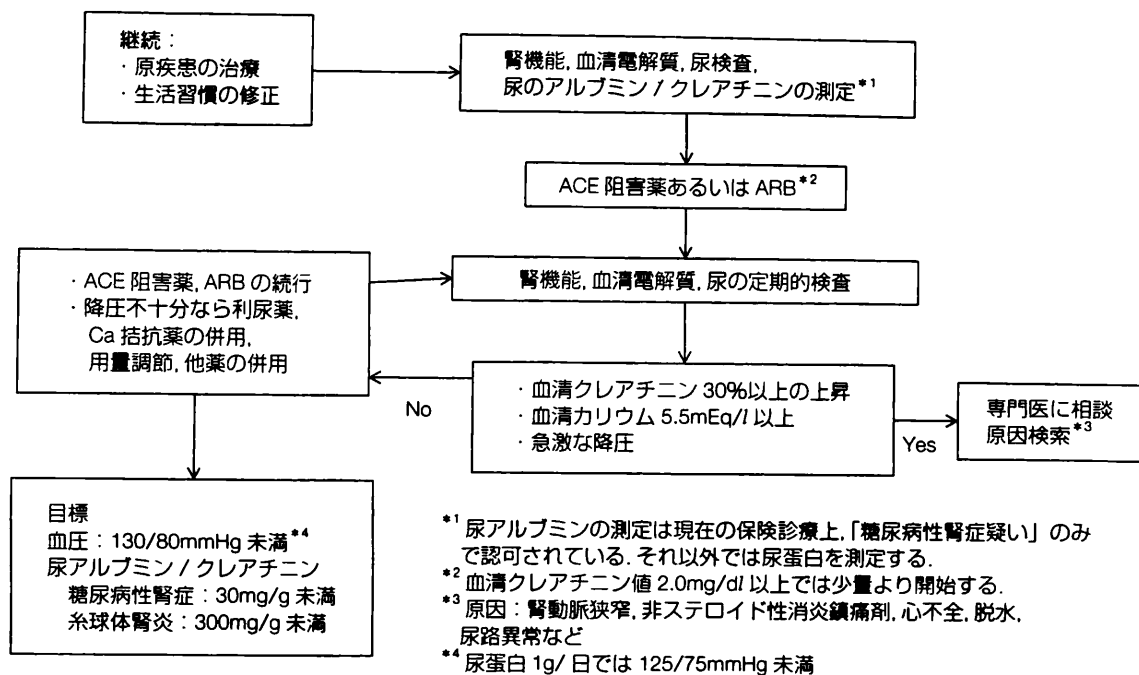 継続：
・原疾患の治療
・生活習慣の修正
腎機能, 血清電解質, 尿検査,
尿のアルブミン / クレアチニンの測定*1
ACE 阻害薬あるいは ARB*2
腎機能, 血清電解質, 尿の定期的検査
・ACE 阻害薬, ARB の続行
・降圧不十分なら利尿薬,
Ca 拮抗薬の併用,
用量調節, 他薬の併用
・血清クレアチニン 30%以上の上昇
・血清カリウム 5.5mEq/l 以上
・急激な降圧
No
Yes
専門医に相談
原因検索*3
目標
血圧：130/80mmHg 未満*4
尿アルブミン / クレアチニン
糖尿病性腎症：30mg/g 未満
糸球体腎炎：300mg/g 未満
*1 尿アルブミンの測定は現在の保険診療上,「糖尿病性腎症疑い」のみ
で認可されている. それ以外では尿蛋白を測定する.
*2 血清クレアチニン値 2.0mg/dl 以上では少量より開始する.
*3 原因：腎動脈狭窄, 非ステロイド性消炎鎮痛剤, 心不全, 脱水,
尿路異常など
*4 尿蛋白 1g/ 日では 125/75mmHg 未満